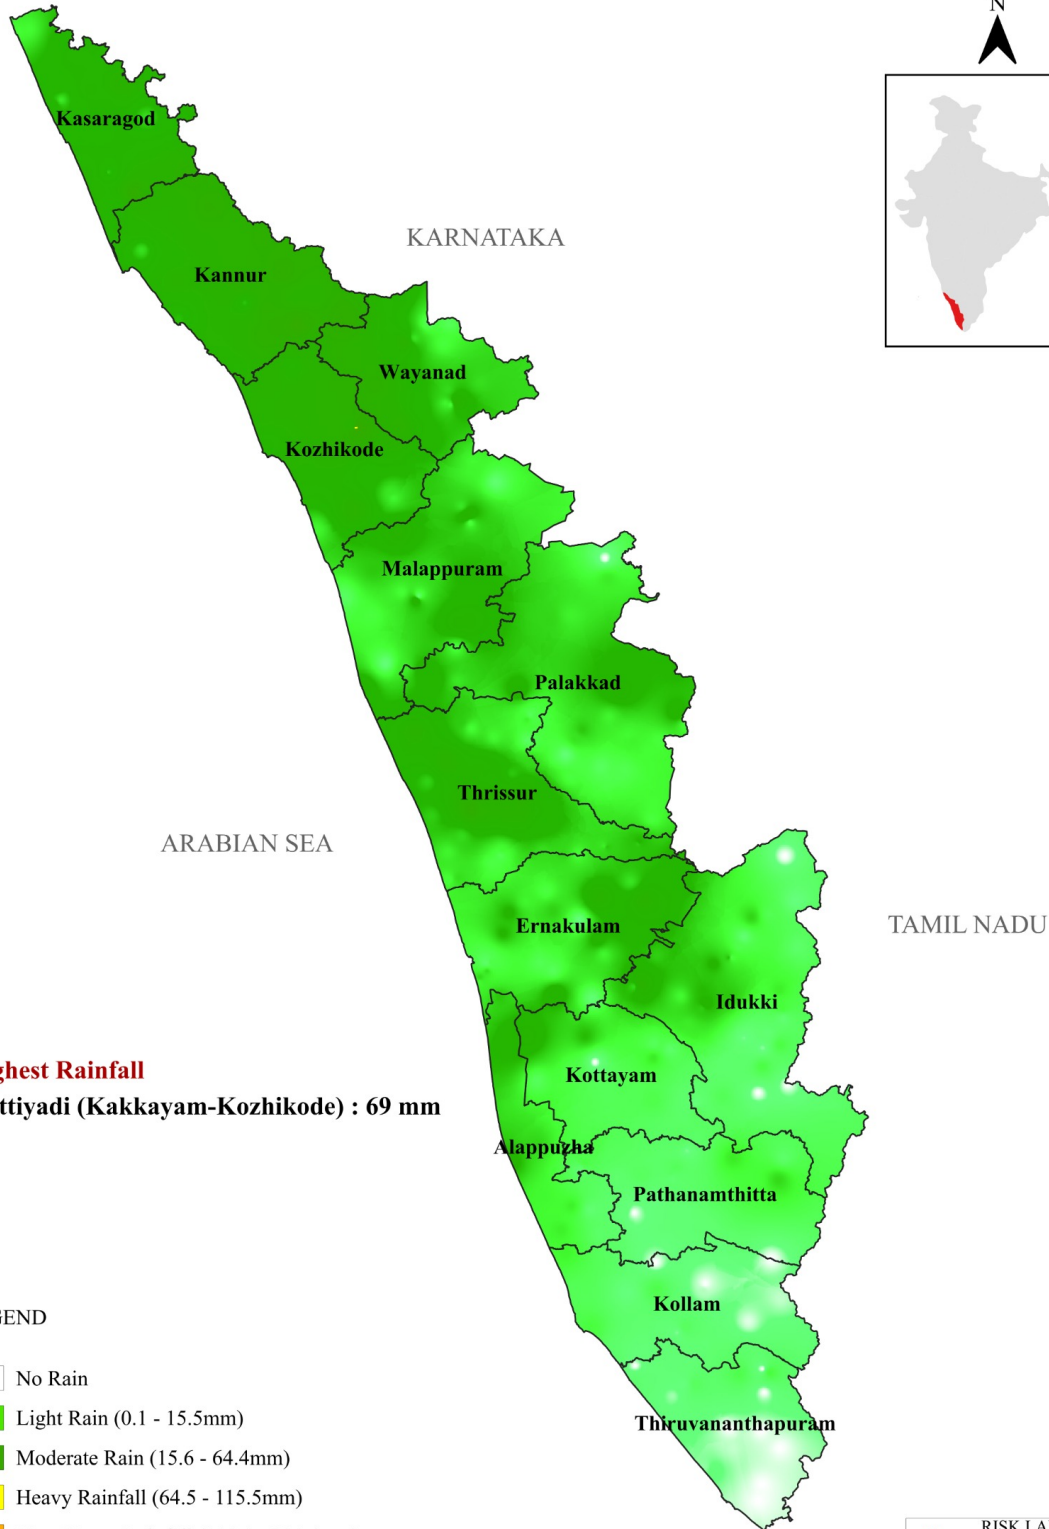 N
Kasaragod
KARNATAKA
Kannur
Wayanad
Kozhikode
Malappuram
Palakkad
Thrissur
ARABIAN SEA
Ernakulam
TAMIL NADU
Idukki
ghest Rainfall
Kottayam
ttiyadi (Kakkayam-Kozhikode) : 69 mm
Alappuzha
Pathanamthitta
Kollam
GEND
No Rain
Light Rain (0.1 - 15.5mm)
Thiruvananthapuram
Moderate Rain (15.6 - 64.4mm)
Heavy Rainfall (64.5 - 115.5mm)